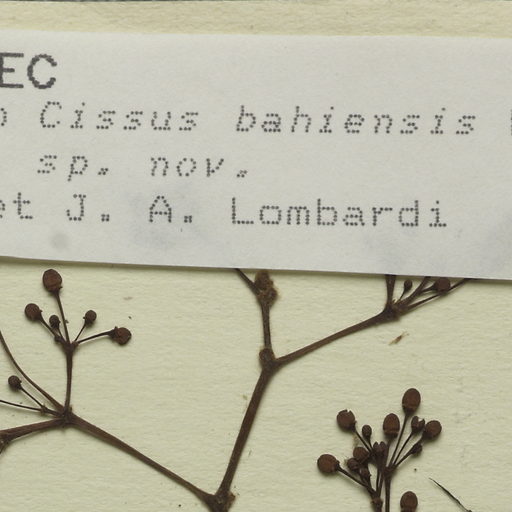 EC
Cissus bahiensis
sp. nov.
et J. A. Lombardi